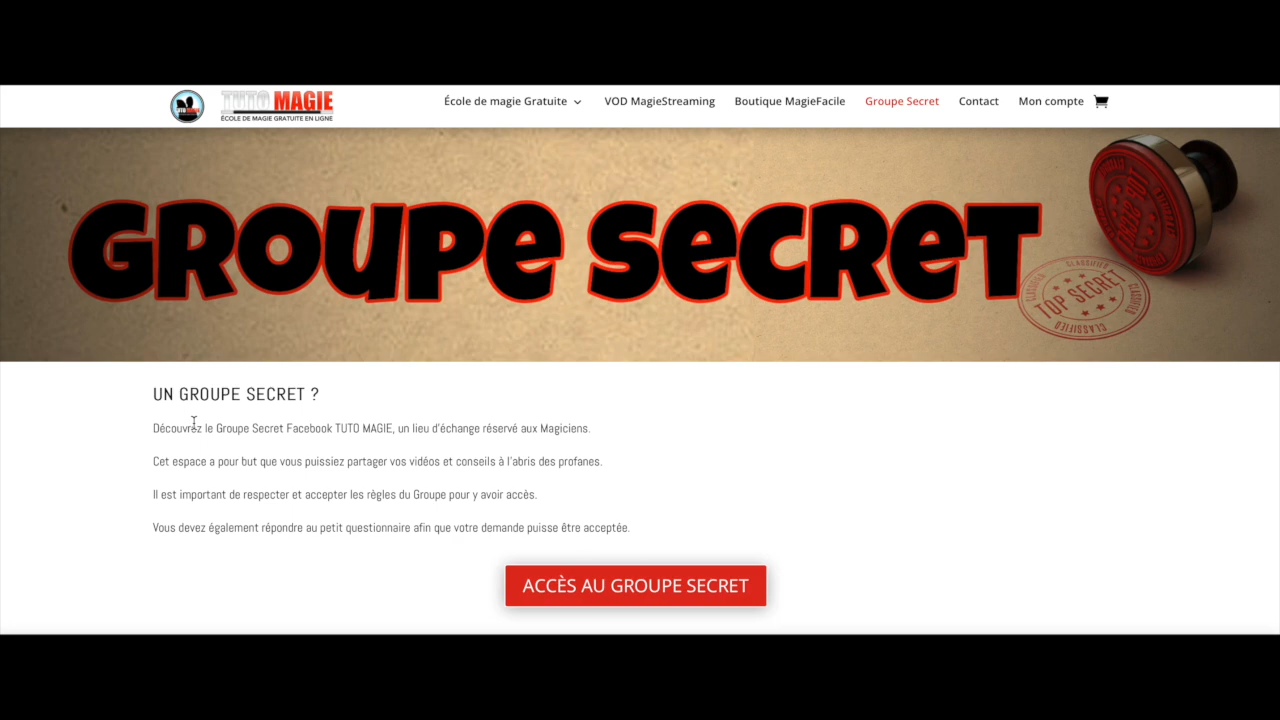 TUTO MAGIE
ÉCOLE DE MAGIE GRATUITE EN LIGNE
École de magie Gratuite
VOD MagieStreaming
Boutique MagieFacile
Groupe Secret
Contact
Mon compte
GROUPE SECRET
CLASSIFIED
TOP SECRET
CLASSIFIED
UN GROUPE SECRET ?
Découvrez le Groupe Secret Facebook TUTO MAGIE, un lieu d'échange réservé aux Magiciens.
Cet espace a pour but que vous puissiez partager vos vidéos et conseils à l'abris des profanes.
Il est important de respecter et accepter les règles du Groupe pour y avoir accès.
Vous devez également répondre au petit questionnaire afin que votre demande puisse être acceptée.
ACCÈS AU GROUPE SECRET